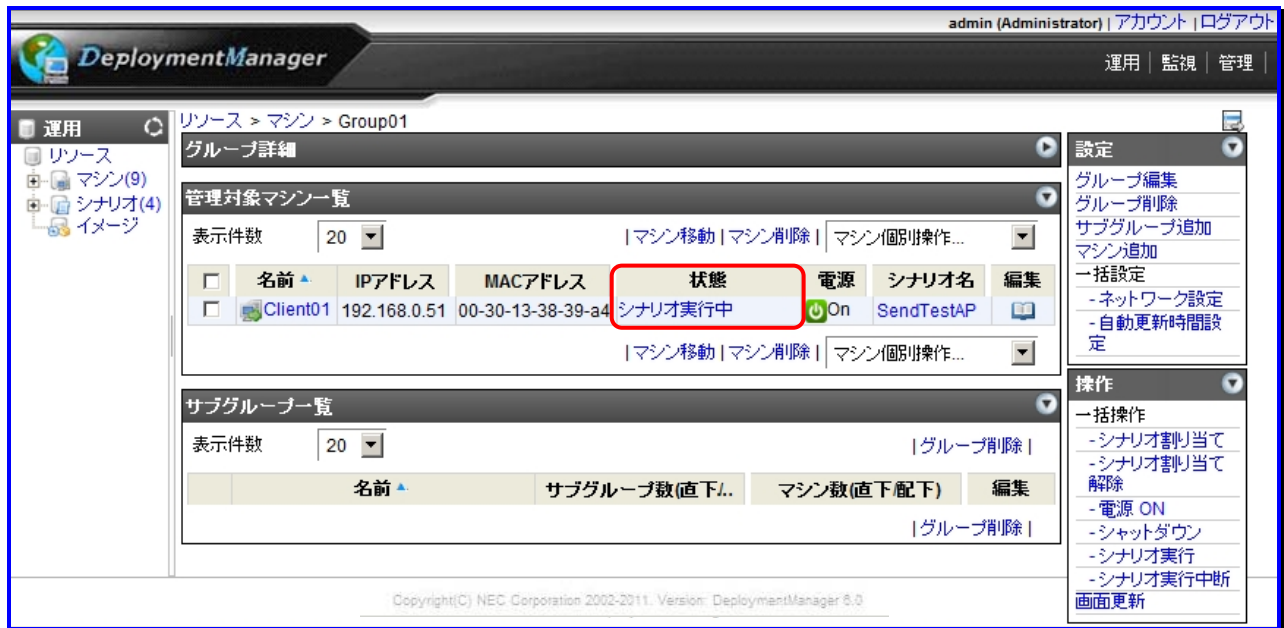 admin (Administrator) | アカウント | ログアウト
DeploymentManager
運用 | 監視 | 管理 |
運用
リソース
マシン(9)
シナリオ(4)
イメージ
リソース > マシン > Group01
グループ詳細
管理対象マシン一覧
表示件数 20 | マシン移動 | マシン削除 | マシン個別操作...
名前 IPアドレス MACアドレス 状態 電源 シナリオ名 編集
Client01 192.168.0.51 00-30-13-38-39-a4 シナリオ実行中 On SendTestAP
| マシン移動 | マシン削除 | マシン個別操作...
サブグループ一覧
表示件数 20 | グループ削除 |
名前 サブグループ数(直下/.. マシン数(直下/配下) 編集
| グループ削除 |
設定
グループ編集
グループ削除
サブグループ追加
マシン追加
一括設定
-ネットワーク設定
-自動更新時間設
定
操作
一括操作
-シナリオ割り当て
-シナリオ割り当て
解除
-電源 ON
-シャットダウン
-シナリオ実行
-シナリオ実行中断
画面更新
Copyright(C) NEC Corporation 2002-2011. Version: DeploymentManager 6.0